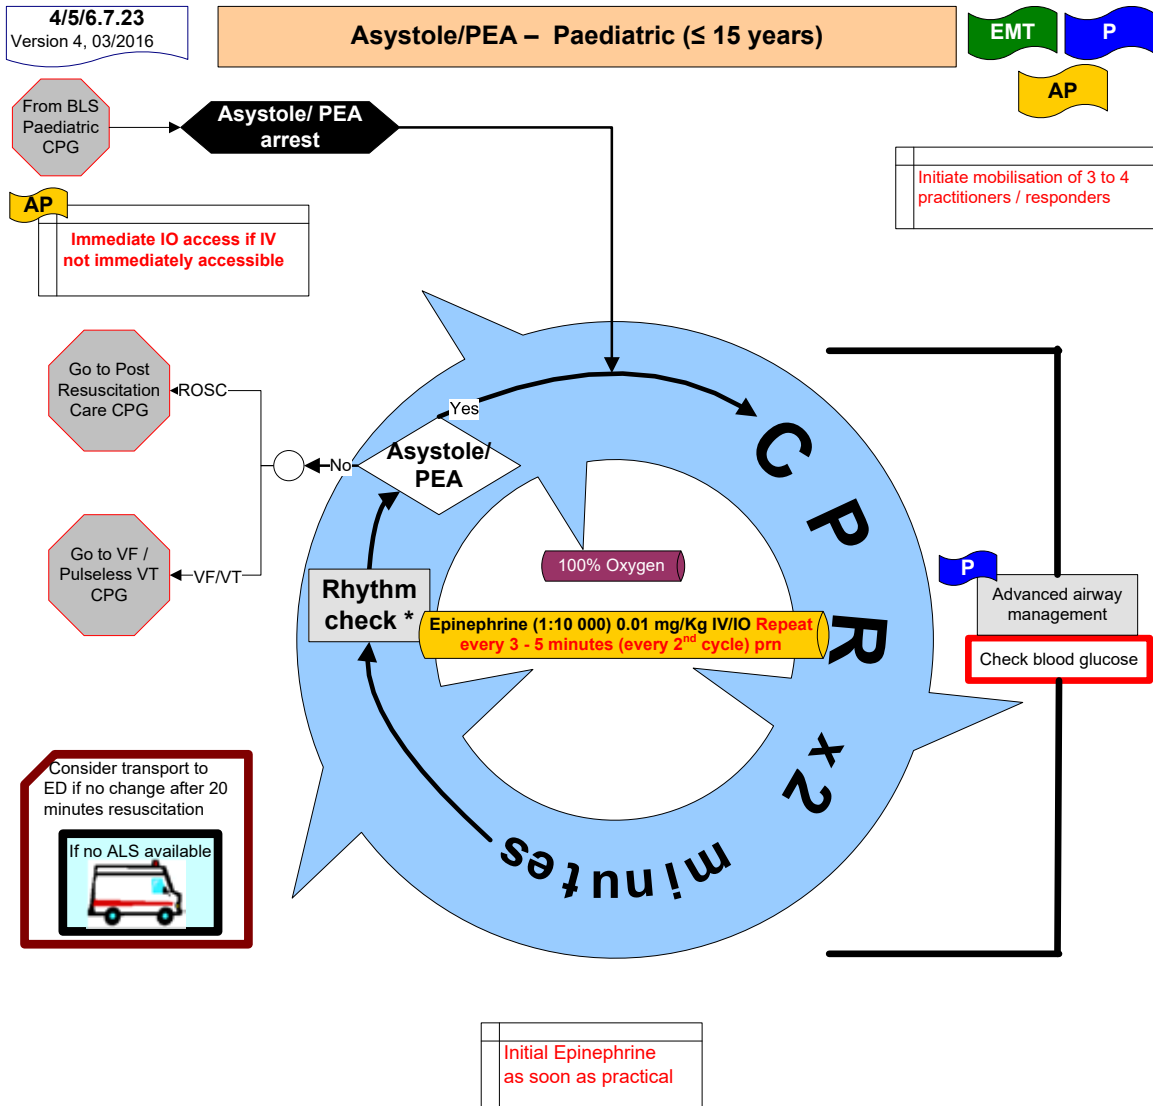 4/5/6.7.23
Version 4, 03/2016
Asystole/PEA – Paediatric (≤ 15 years)
EMT
P
AP
From BLS
Paediatric
CPG
Asystole/ PEA
arrest
Initiate mobilisation of 3 to 4
practitioners / responders
AP
Immediate IO access if IV
not immediately accessible
Go to Post
Resuscitation
Care CPG
ROSC
Yes
Asystole/
PEA
No
Go to VF /
Pulseless VT
CPG
VF/VT
Rhythm
check *
100% Oxygen
Epinephrine (1:10 000) 0.01 mg/Kg IV/IO Repeat
every 3 - 5 minutes (every 2nd cycle) prn
CPR x2 minutes
P
Advanced airway
management
Check blood glucose
Consider transport to
ED if no change after 20
minutes resuscitation
If no ALS available
Initial Epinephrine
as soon as practical